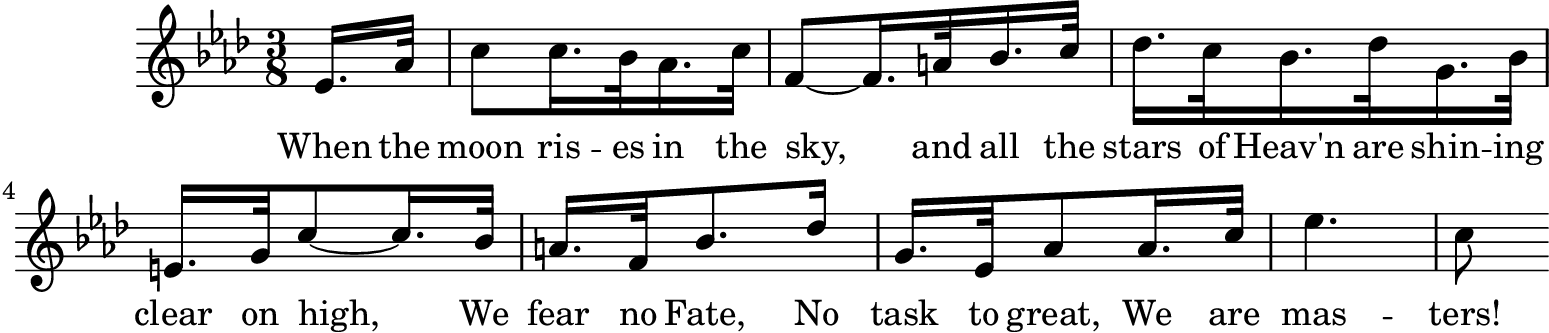 3
8
When the moon ris -- es in the sky, and all the stars of Heav'n are shin -- ing
4
clear on high, We fear no Fate, No task to great, We are mas -- ters!